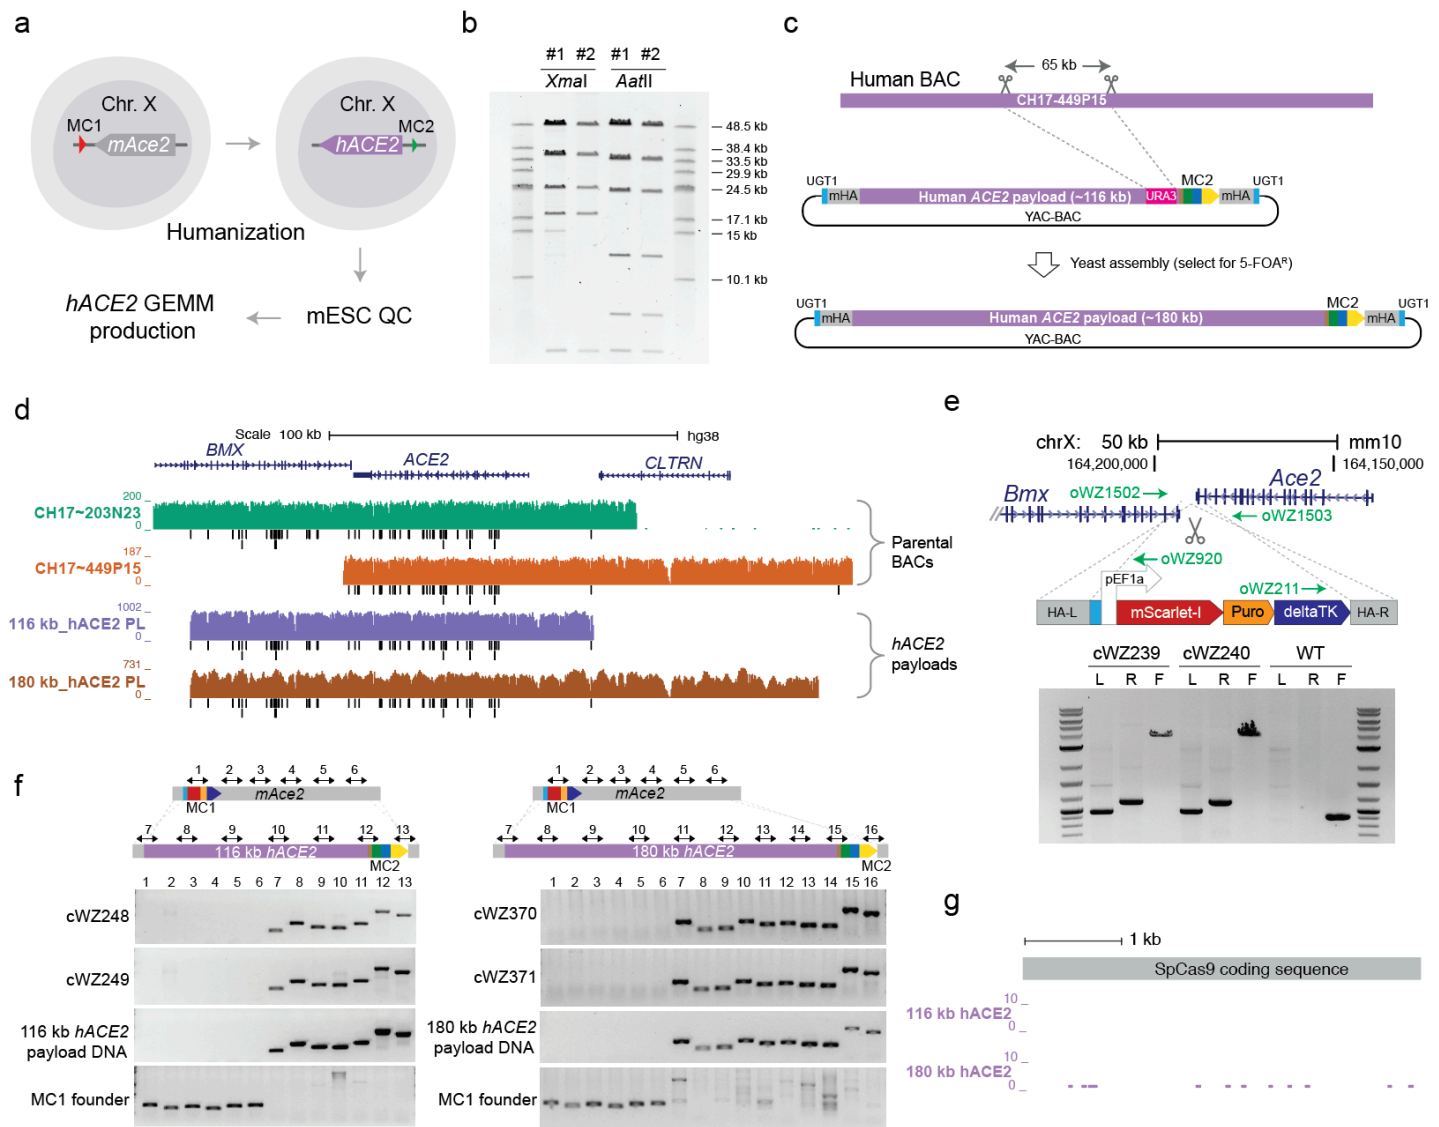 a
Chr. X
MC1
mAce2
Chr. X
MC2
hACE2
Humanization
hACE2 GEMM
production
mESC QC
b
#1 #2 #1 #2
XmaI AatII
48.5 kb
38.4 kb
33.5 kb
29.9 kb
24.5 kb
17.1 kb
15 kb
10.1 kb
c
65 kb
Human BAC
CH17-449P15
UGT1
mHA
Human ACE2 payload (~116 kb)
URA3
MC2
mHA
UGT1
YAC-BAC
Yeast assembly (select for 5-FOAR)
UGT1
mHA
Human ACE2 payload (~180 kb)
MC2
mHA
UGT1
YAC-BAC
d
Scale 100 kb hg38
BMX
ACE2
CLTRN
200
CH17~203N23
0
187
CH17~449P15
0
Parental
BACs
1002
116 kb_hACE2 PL
0
731
180 kb_hACE2 PL
0
hACE2
payloads
e
chrX: 50 kb mm10
164,200,000 164,150,000
Bmx
oWZ1502
Ace2
oWZ1503
oWZ920
pEF1a
oWZ211
HA-L mScarlet-I Puro deltaTK HA-R
cWZ239 cWZ240 WT
L R F L R F L R F
f
1 2 3 4 5 6
mAce2
MC1
7 8 9 10 11 12 13
116 kb hACE2
MC2
1 2 3 4 5 6 7 8 9 10 11 12 13
cWZ248
cWZ249
116 kb hACE2
payload DNA
MC1 founder
1 2 3 4 5 6
mAce2
MC1
7 8 9 10 11 12 13 14 15 16
180 kb hACE2
MC2
1 2 3 4 5 6 7 8 9 10 11 12 13 14 15 16
cWZ370
cWZ371
180 kb hACE2
payload DNA
MC1 founder
g
1 kb
SpCas9 coding sequence
10
116 kb hACE2
0
10
180 kb hACE2
0